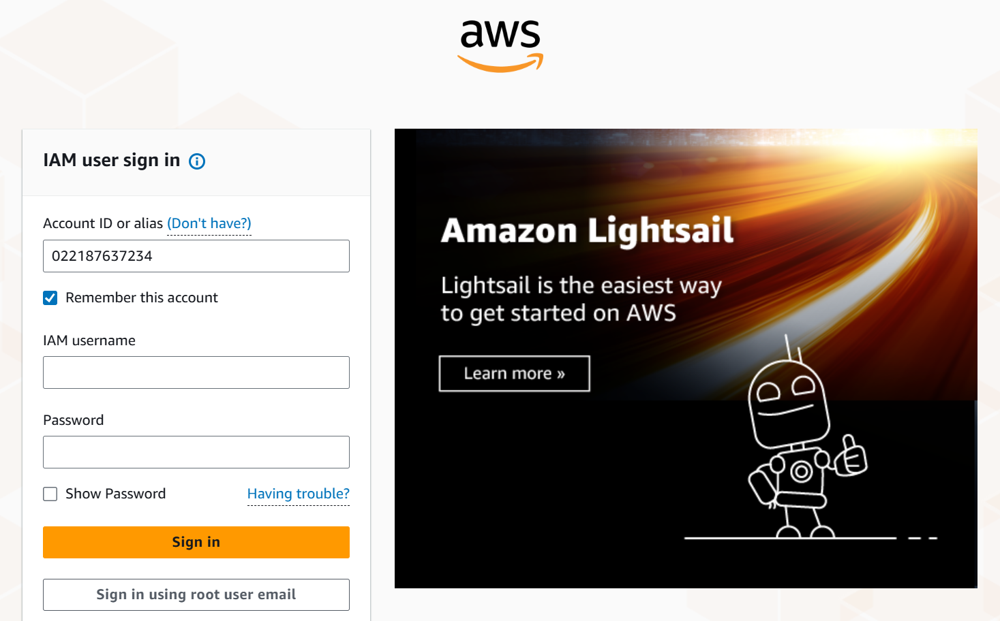 aws
IAM user sign in
Account ID or alias (Don't have?)
022187637234
Remember this account
IAM username
Password
Show Password
Having trouble?
Sign in
Sign in using root user email
Amazon Lightsail
Lightsail is the easiest way
to get started on AWS
Learn more »